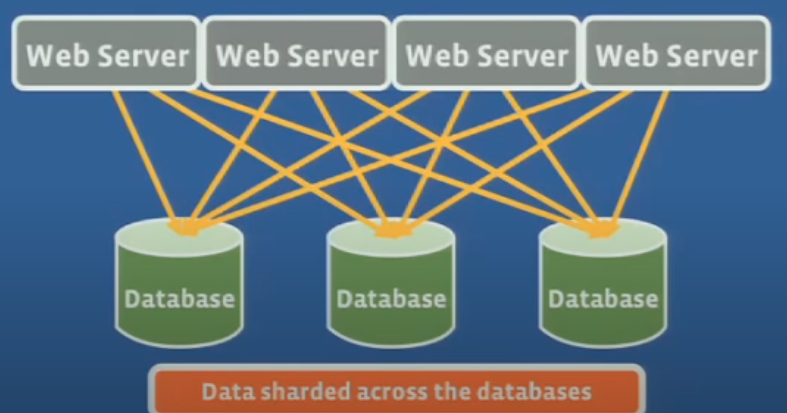 Web Server Web Server Web Server Web Server
Database Database Database
Data sharded across the databases